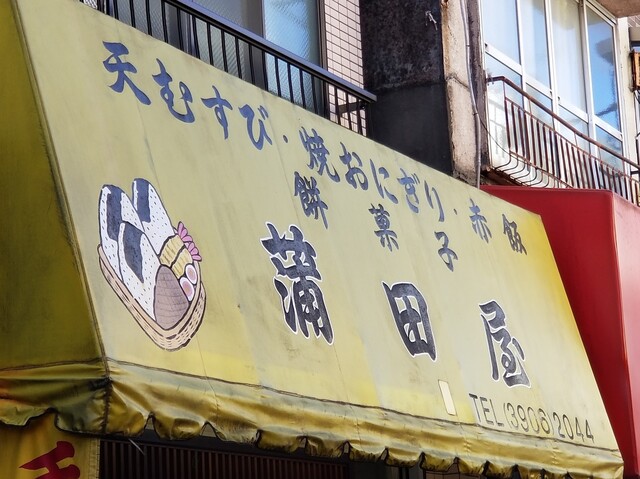 天むすび・焼おにぎり・赤飯
餅菓子
蒲田屋
TEL(3906)2044